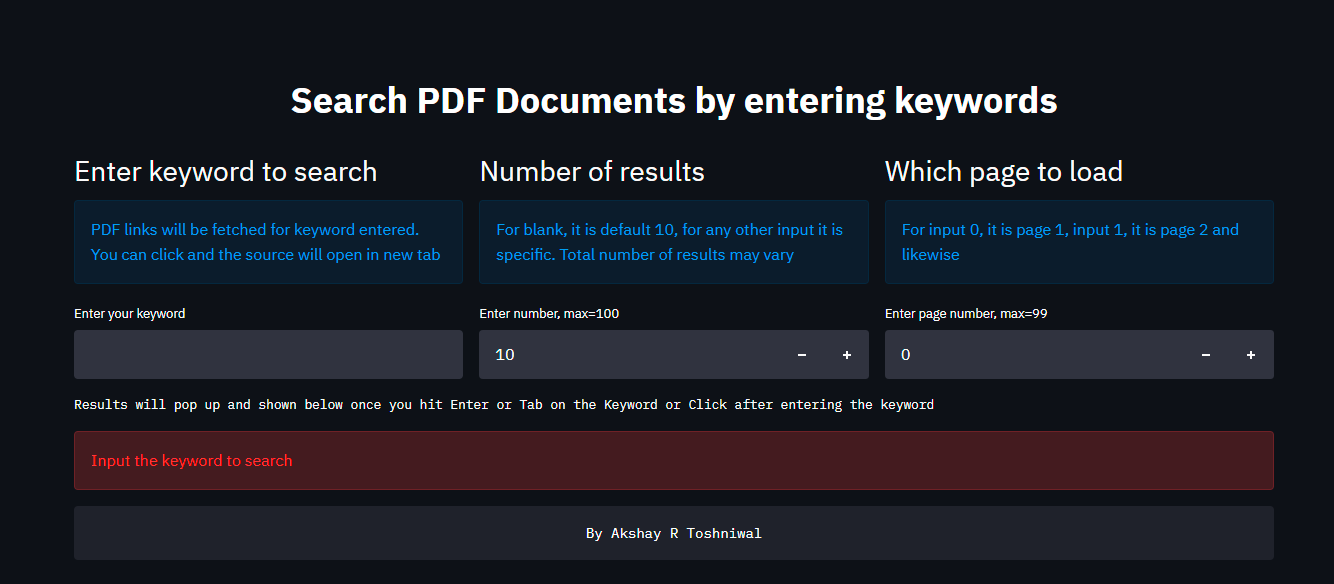 Search PDF Documents by entering keywords
Enter keyword to search
PDF links will be fetched for keyword entered.
You can click and the source will open in new tab
Enter your keyword
Number of results
For blank, it is default 10, for any other input it is
specific. Total number of results may vary
Enter number, max=100
10
Which page to load
For input 0, it is page 1, input 1, it is page 2 and
likewise
Enter page number, max=99
0
Results will pop up and shown below once you hit Enter or Tab on the Keyword or Click after entering the keyword
Input the keyword to search
By Akshay R Toshniwal